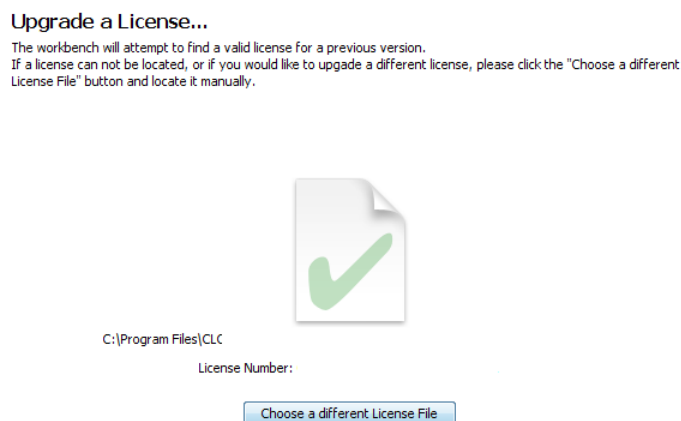 Upgrade a License...
The workbench will attempt to find a valid license for a previous version.
If a license can not be located, or if you would like to upgade a different license, please click the "Choose a different
License File" button and locate it manually.
C:\Program Files\CLC
License Number:
Choose a different License File